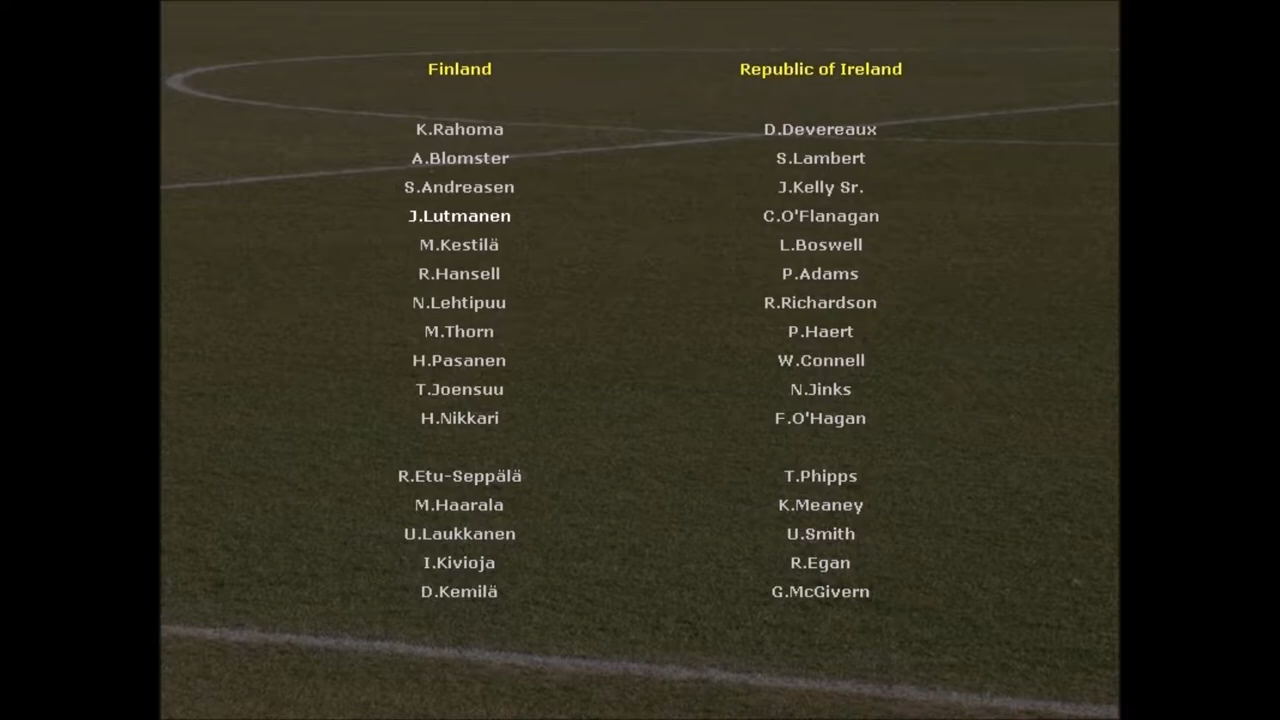 Finland
K.Rahoma
A.Blomster
S.Andreasen
J.Lutmanen
M.Kestilä
R.Hansell
N.Lehtipuu
M.Thorn
H.Pasanen
T.Joensuu
H.Nikkari
R.Etu-Seppälä
M.Haarala
U.Laukkanen
I.Kivioja
D.Kemilä
Republic of Ireland
D.Devereaux
S.Lambert
J.Kelly Sr.
C.O'Flanagan
L.Boswell
P.Adams
R.Richardson
P.Haert
W.Connell
N.Jinks
F.O'Hagan
T.Phipps
K.Meaney
U.Smith
R.Egan
G.McGivern